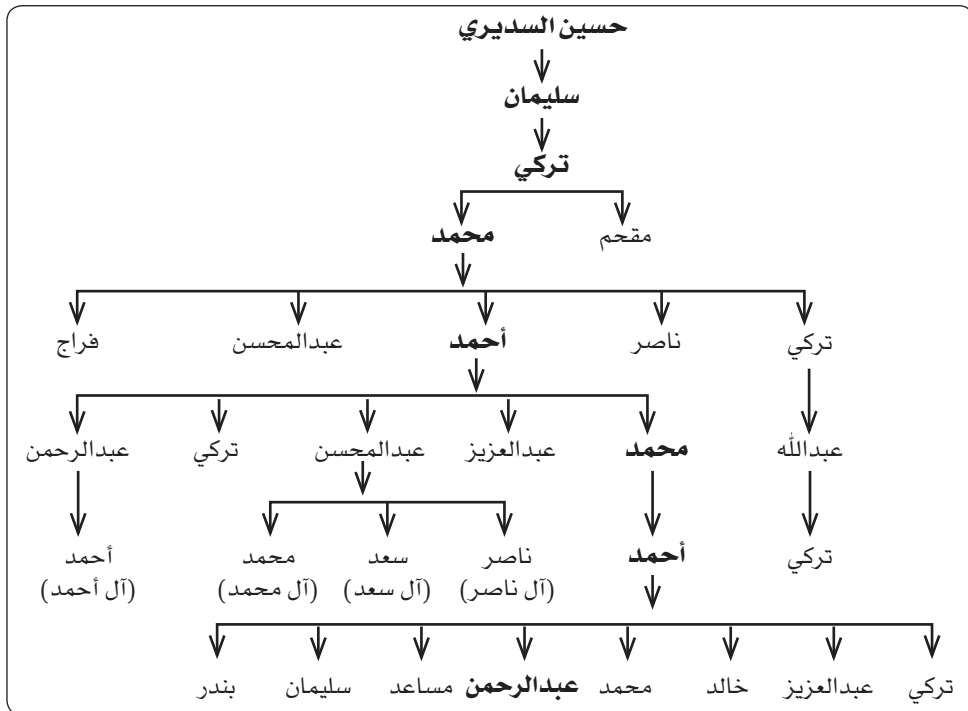 حسين السديري
سليمان
تركي
مقحم محمد
تركي ناصر أحمد عبدالمحسن فراج
عبدالله محمد عبدالعزيز عبدالمحسن تركي عبدالرحمن
تركي أحمد ناصر سعد محمد أحمد
(آل ناصر) (آل سعد) (آل محمد) (آل أحمد)
تركي عبدالعزيز خالد محمد عبدالرحمن مساعد سليمان بندر